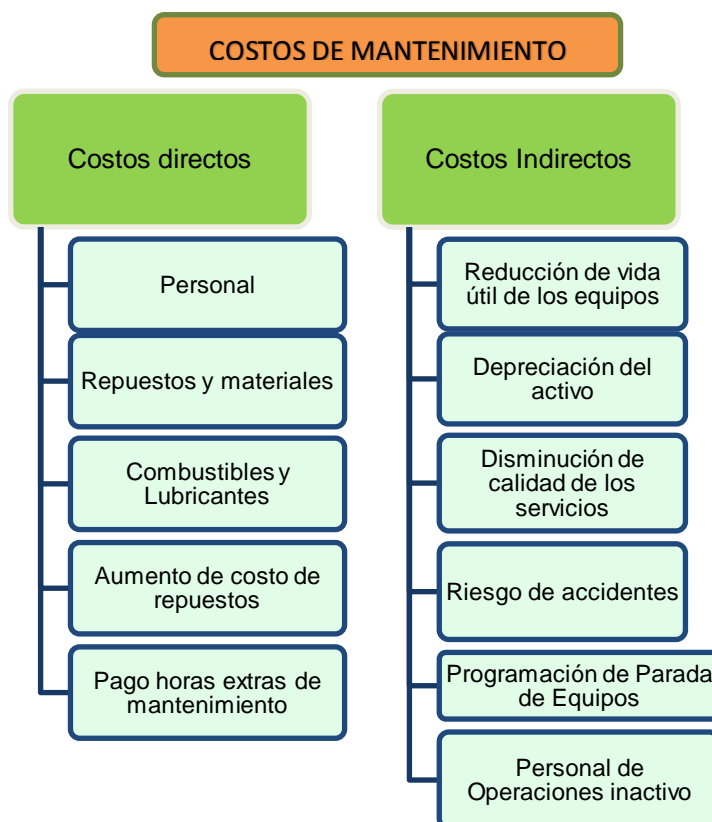 COSTOS DE MANTENIMIENTO
Costos directos
Personal
Repuestos y materiales
Combustibles y
Lubricantes
Aumento de costo de
repuestos
Pago horas extras de
mantenimiento
Costos Indirectos
Reducción de vida
útil de los equipos
Depreciación del
activo
Disminución de
calidad de los
servicios
Riesgo de accidentes
Programación de Parada
de Equipos
Personal de
Operaciones inactivo